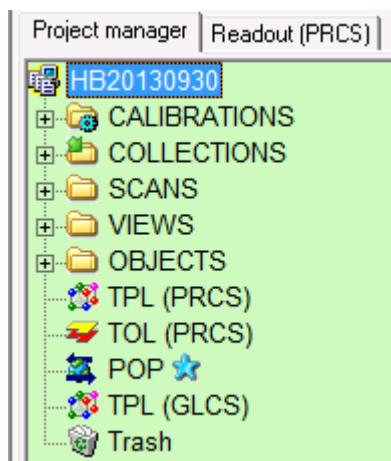 Project manager Readout (PRCS)
HB20130930
CALIBRATIONS
COLLECTIONS
SCANS
VIEWS
OBJECTS
TPL (PRCS)
TOL (PRCS)
POP
TPL (GLCS)
Trash